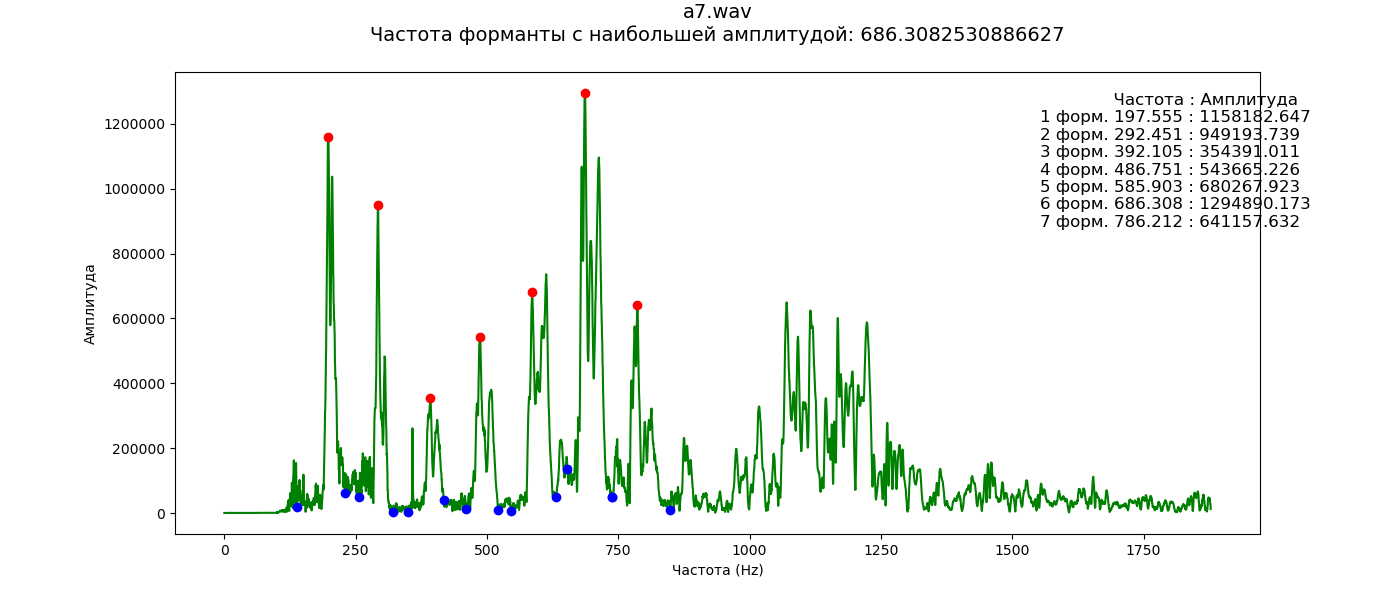 a7.wav
Частота форманты с наибольшей амплитудой: 686.3082530886627
Частота : Амплитуда
1 форм. 197.555 : 1158182.647
2 форм. 292.451 : 949193.739
3 форм. 392.105 : 354391.011
4 форм. 486.751 : 543665.226
5 форм. 585.903 : 680267.923
6 форм. 686.308 : 1294890.173
7 форм. 786.212 : 641157.632
Амплитуда
1200000
1000000
800000
600000
400000
200000
0
0 250 500 750 1000 1250 1500 1750
Частота (Hz)